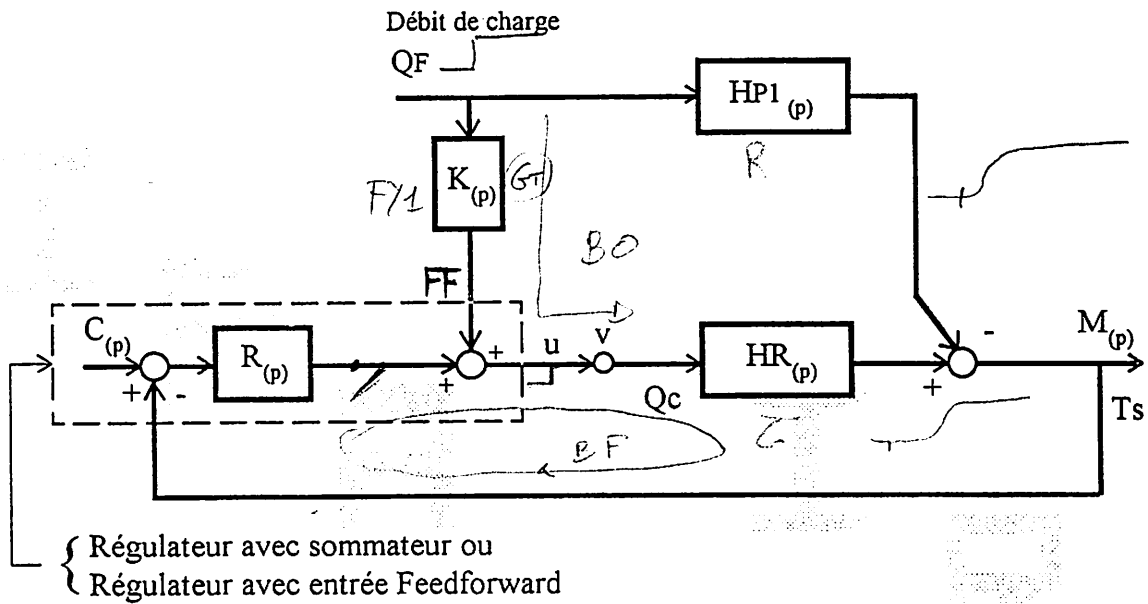 Débit de charge
QF
HP1(p)
R
F/1
K(p)
BO
FF
C(p)
+
-
R(p)
+
+
u
v
Qc
HR(p)
-
+
M(p)
Ts
BF
Régulateur avec sommateur ou
Régulateur avec entrée Feedforward